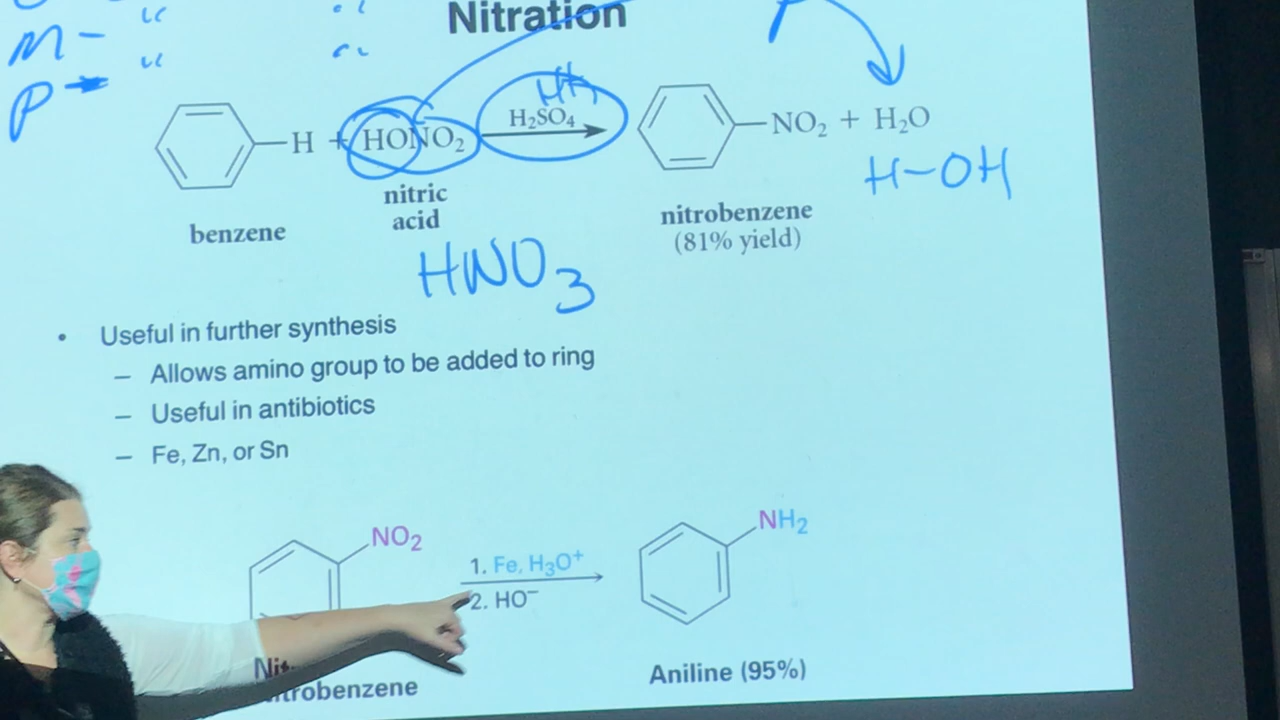 Nitration
M - “ “
P - “
H+
H + HONO₂ H₂SO₄ NO₂ + H₂O
H-OH
nitric
acid
benzene
nitrobenzene
(81% yield)
HNO₃
• Useful in further synthesis
– Allows amino group to be added to ring
– Useful in antibiotics
– Fe, Zn, or Sn
NO₂
1. Fe, H₃O⁺
2. HO⁻
NH₂
trobenzene
Aniline (95%)